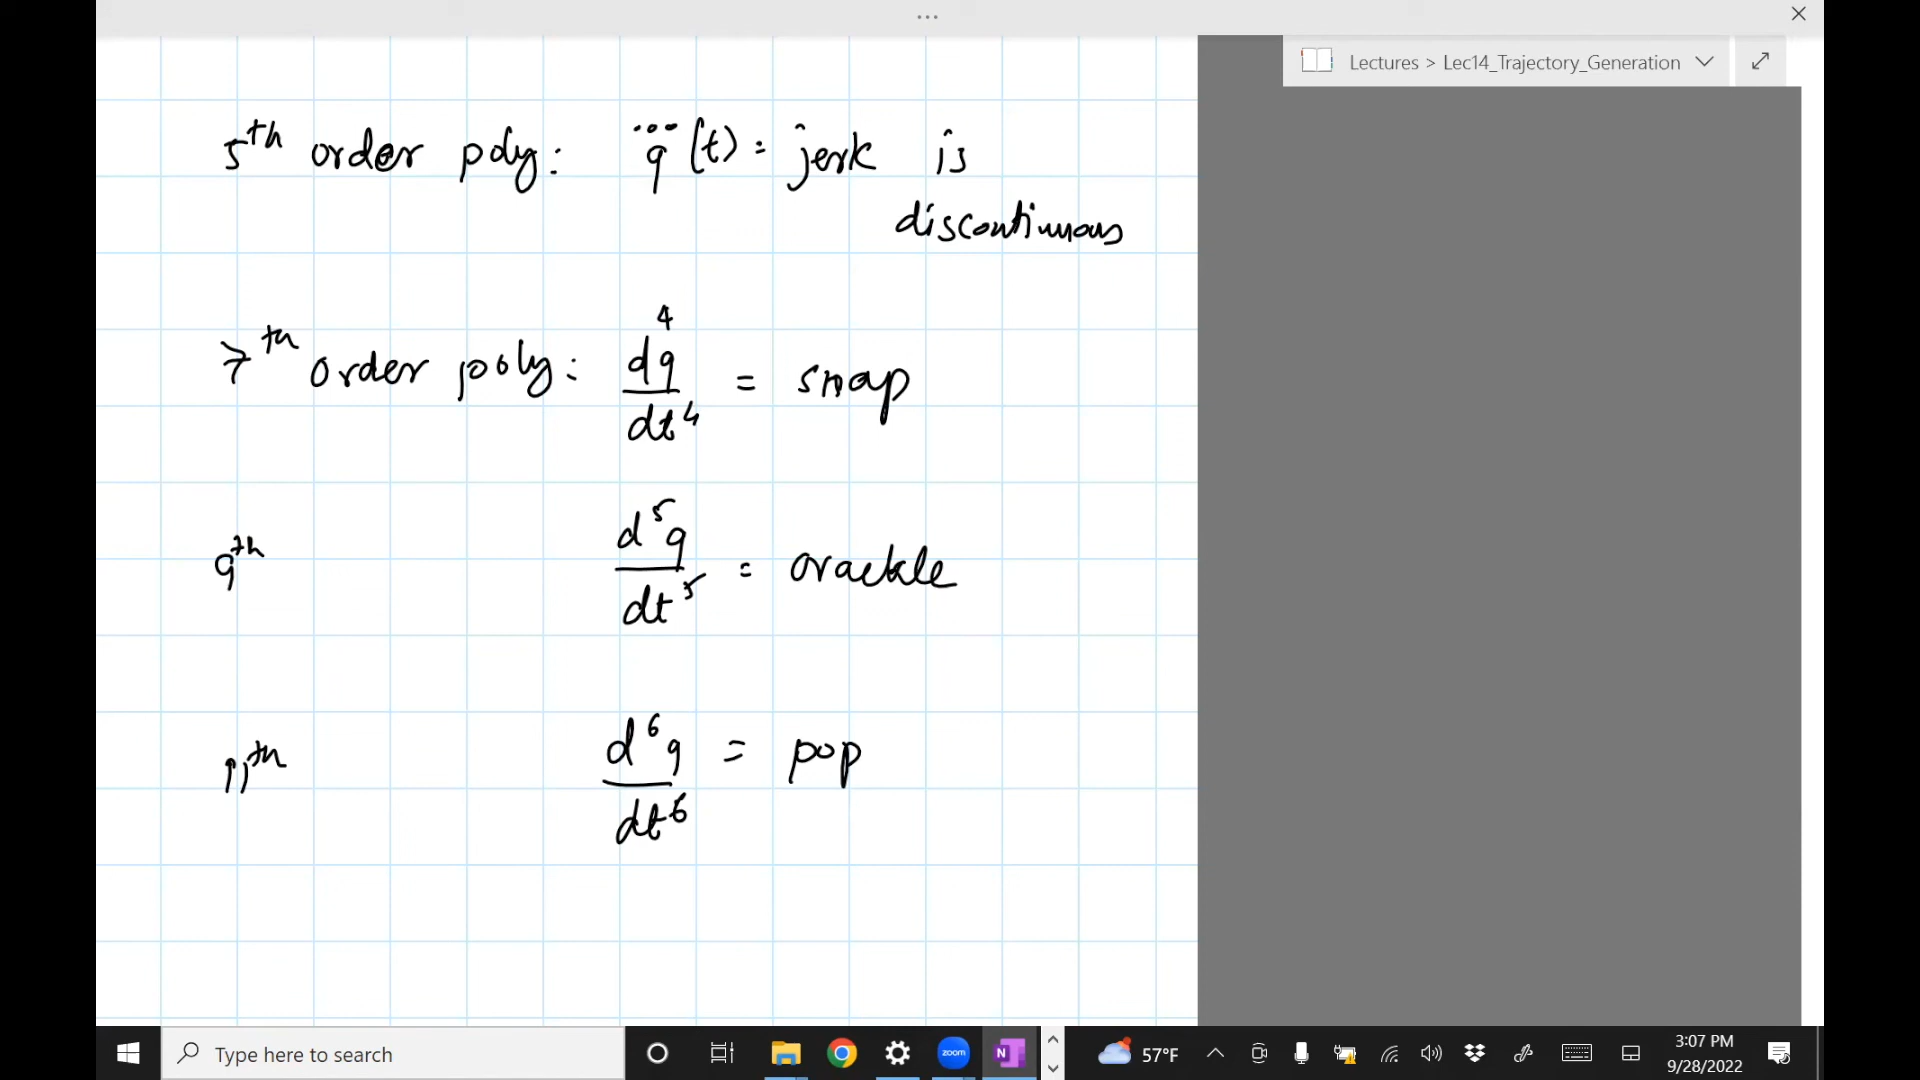 Lectures > Lec14_Trajectory_Generation
5th order poly: q⃛(t) = jerk is
discontinuous
7th order poly: d⁴q/dt⁴ = snap
9th d⁵q/dt⁵ = crackle
11th d⁶q/dt⁶ = pop
Type here to search
zoom
N
57°F
3:07 PM
9/28/2022